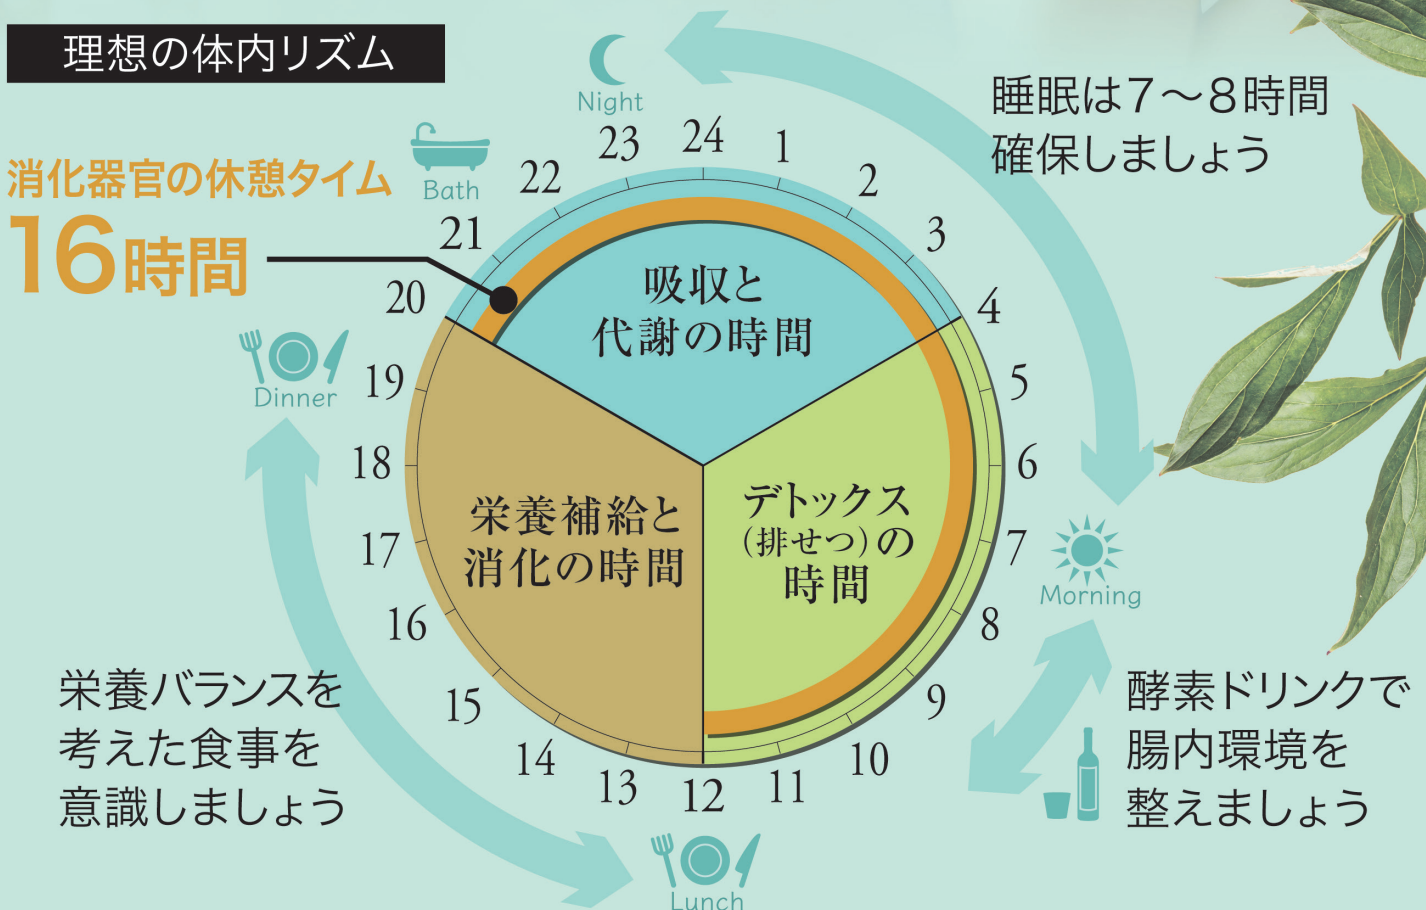 理想の体内リズム
消化器官の休憩タイム
16時間
Night
Bath
睡眠は7〜8時間
確保しましょう
24
1
2
3
4
5
6
7
8
9
10
11
12
13
14
15
16
17
18
19
20
21
22
23
吸収と
代謝の時間
デトックス
（排せつ）の
時間
栄養補給と
消化の時間
Dinner
Morning
栄養バランスを
考えた食事を
意識しましょう
酵素ドリンクで
腸内環境を
整えましょう
Lunch